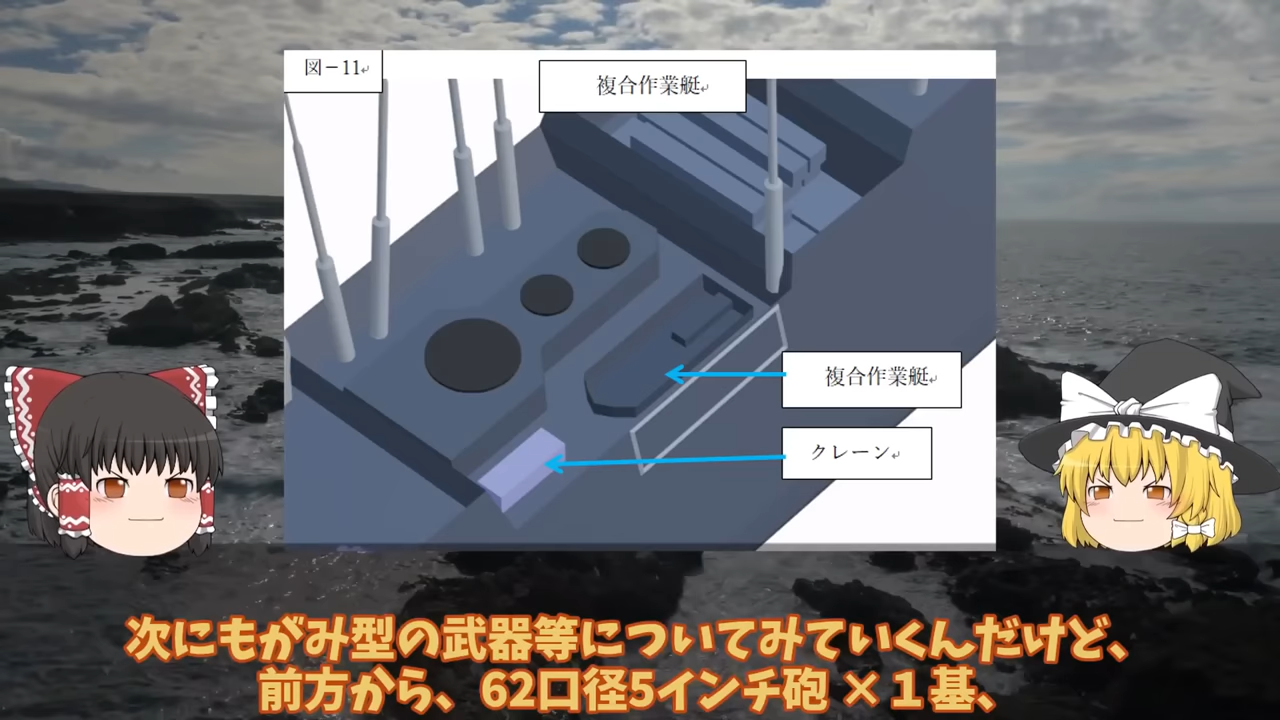 図－11
複合作業艇
複合作業艇
クレーン
次にもがみ型の武器等についてみていくんだけど、
前方から、62口径5インチ砲 ×１基、